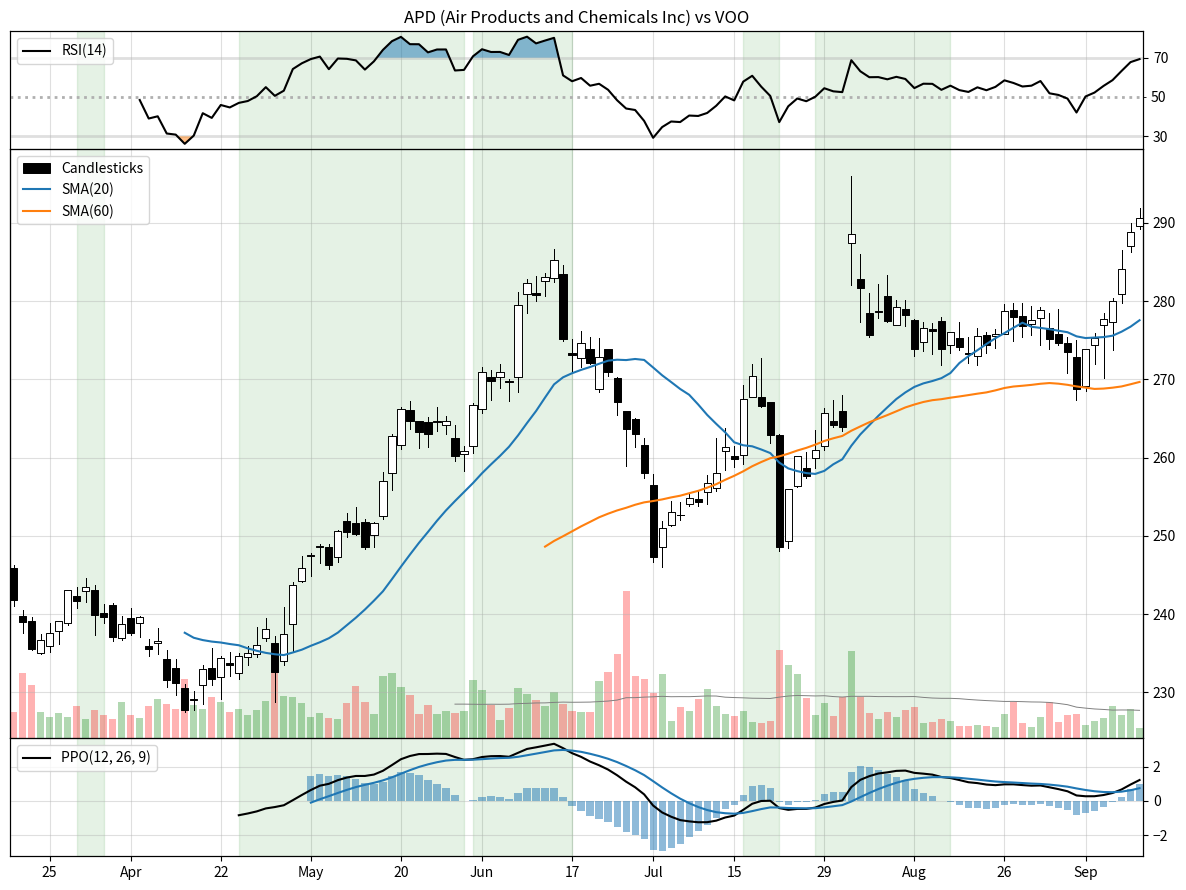 APD (Air Products and Chemicals Inc) vs VOO
RSI(14)
70
50
30
Candlesticks
SMA(20)
SMA(60)
290
280
270
260
250
240
230
PPO(12, 26, 9)
2
0
−2
25 Apr 22 May 20 Jun 17 Jul 15 29 Aug 26 Sep